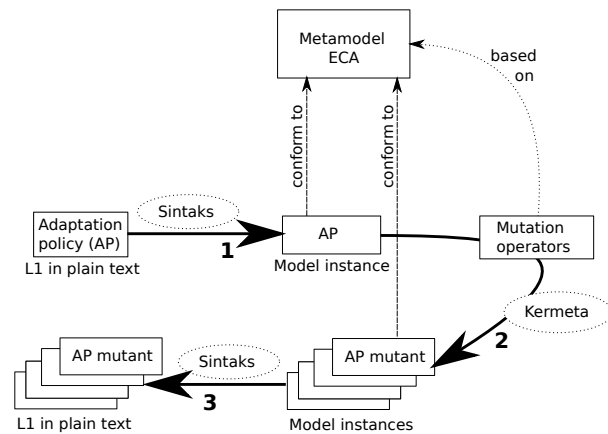 Metamodel
ECA
based
on
conform to
conform to
Sintaks
Adaptation
policy (AP)
1
AP
Mutation
operators
L1 in plain text
Model instance
Kermeta
2
AP mutant
Sintaks
AP mutant
3
L1 in plain text
Model instances